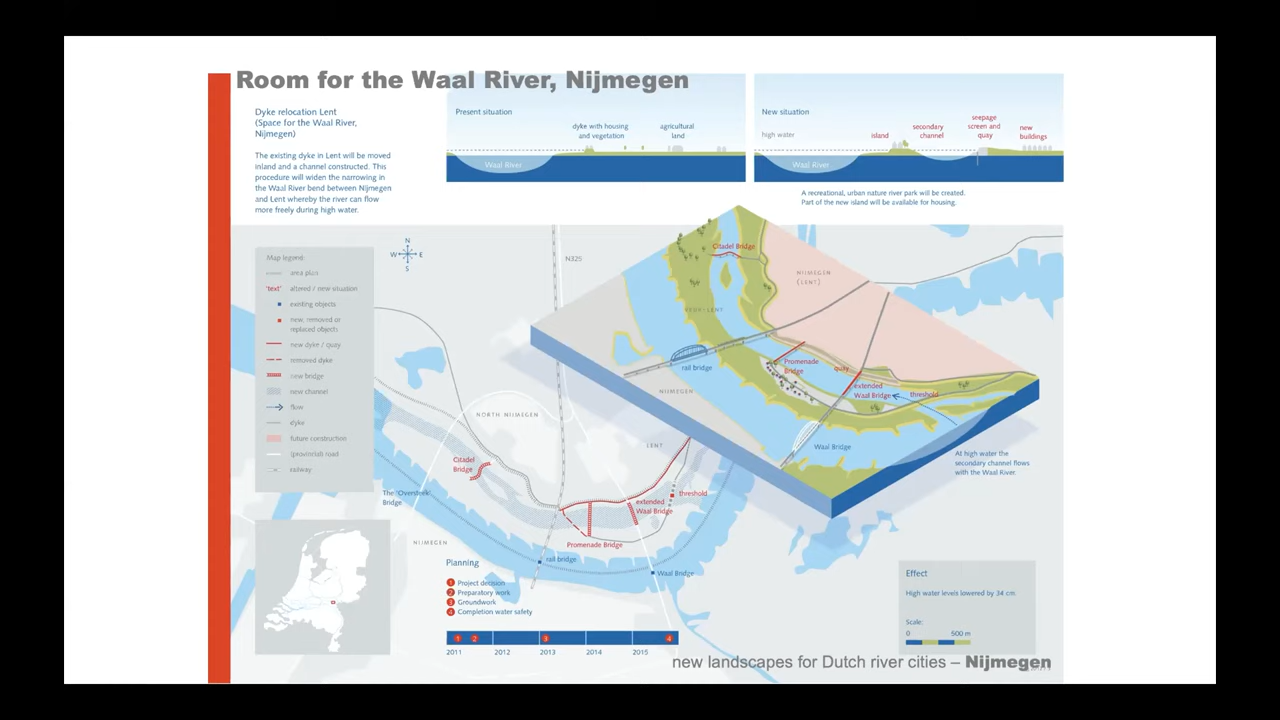 Room for the Waal River, Nijmegen
Dyke relocation Lent
(Space for the Waal River,
Nijmegen)
The existing dyke in Lent will be moved
inland and a channel constructed. This
procedure will widen the narrowing in
the Waal River bend between Nijmegen
and Lent whereby the river can flow
more freely during high water.
Present situation
dyke with housing
and vegetation
agricultural
land
Waal River
New situation
high water
island
secondary
channel
seepage
screen and
quay
new
buildings
Waal River
A recreational, urban nature river park will be created.
Part of the new island will be available for housing.
N
W
E
S
N325
Map legend:
area plan
'text'
altered / new situation
existing objects
new, removed or
replaced objects
new dyke / quay
removed dyke
new bridge
new channel
flow
dyke
future construction
(provincial) road
railway
Citadel Bridge
NIJMEGEN
(LENT)
rail bridge
Promenade
Bridge
quay
extended
Waal Bridge
threshold
NIJMEGEN
Waal Bridge
At high water the
secondary channel flows
with the Waal River.
NORTH NIJMEGEN
LENT
Citadel
Bridge
The 'Oversteek'
Bridge
threshold
extended
Waal Bridge
NIJMEGEN
Promenade Bridge
rail bridge
Waal Bridge
Planning
1 Project decision
2 Preparatory work
3 Groundwork
4 Completion water safety
1 2 3 4
2011 2012 2013 2014 2015
Effect
High water levels lowered by 34 cm.
Scale:
0 500 m
new landscapes for Dutch river cities – Nijmegen